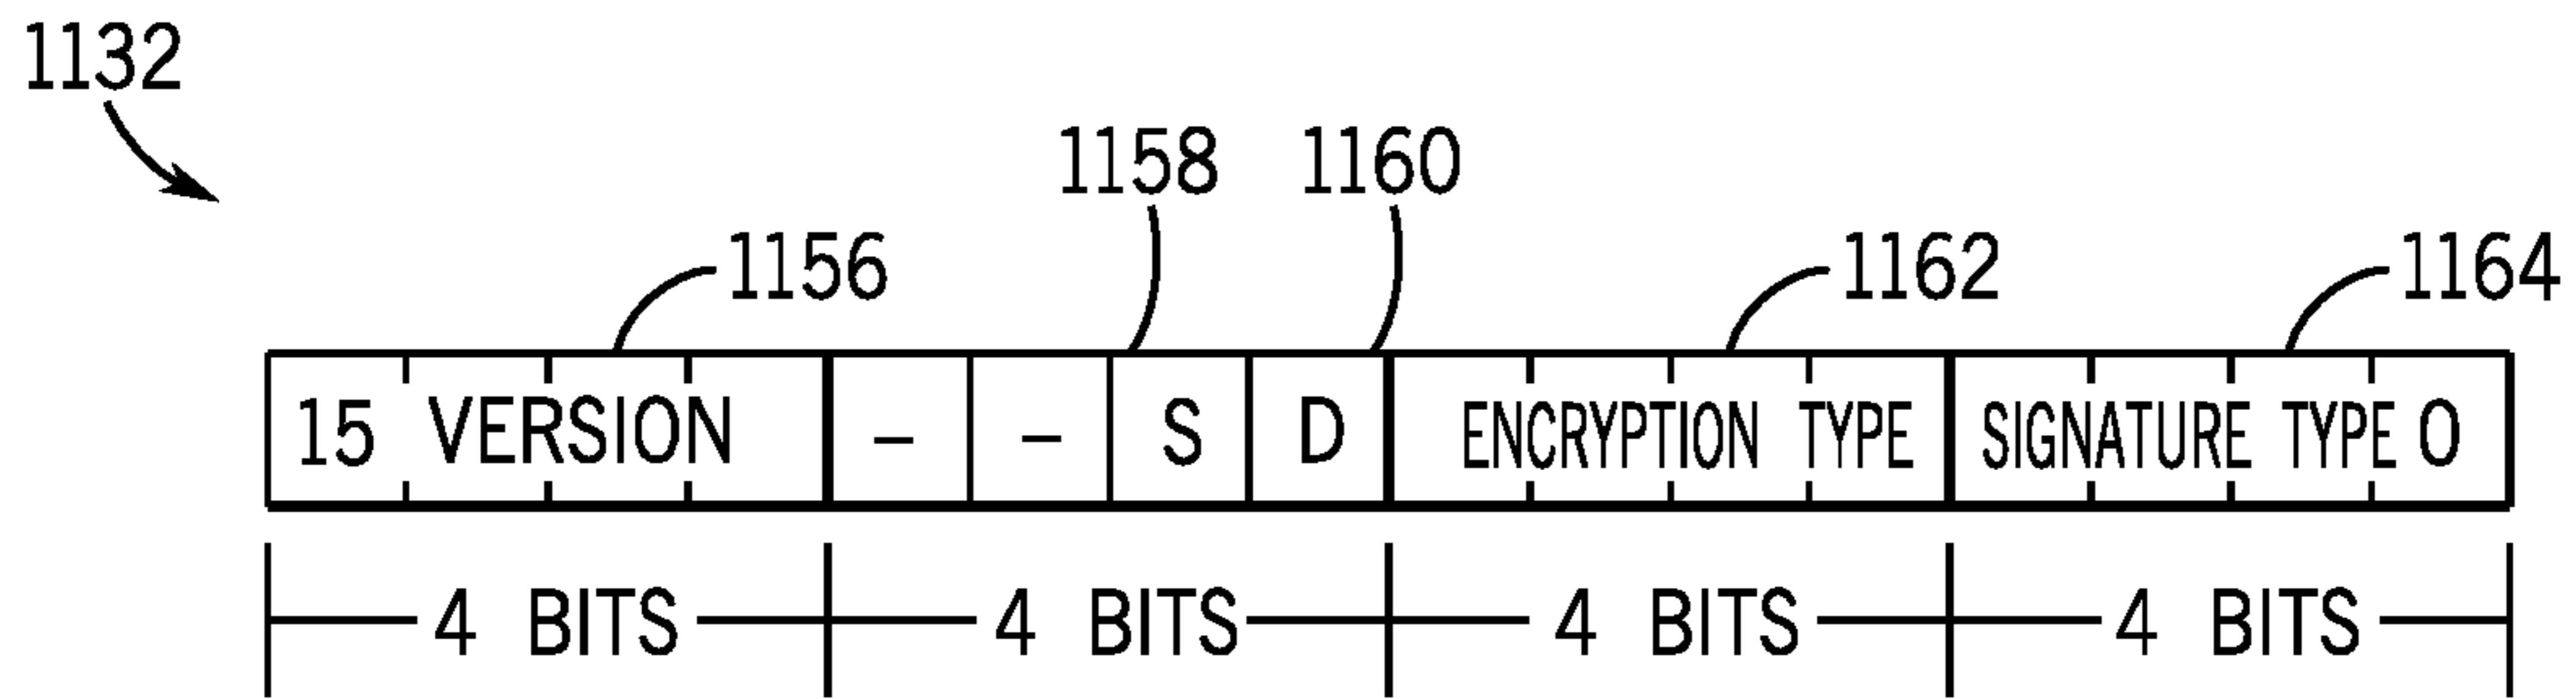 1132
1158 1160
1156 1162 1164
15 VERSION – – S D ENCRYPTION TYPE SIGNATURE TYPE 0
4 BITS 4 BITS 4 BITS 4 BITS